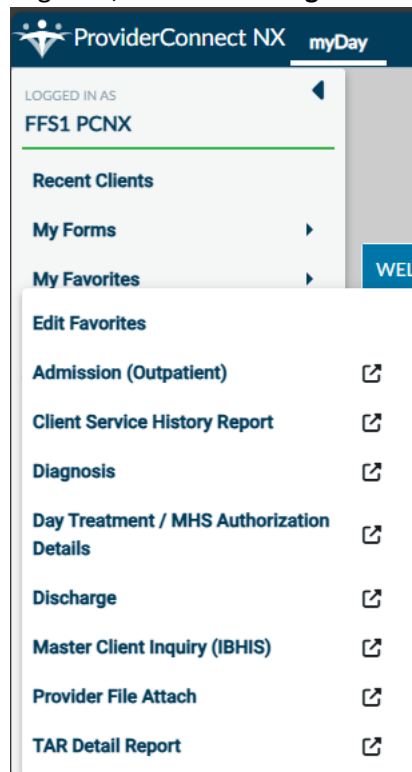 ProviderConnect NX myDay
LOGGED IN AS
FFS1 PCNX
Recent Clients
My Forms
My Favorites
WEL
Edit Favorites
Admission (Outpatient)
Client Service History Report
Diagnosis
Day Treatment / MHS Authorization
Details
Discharge
Master Client Inquiry (IBHIS)
Provider File Attach
TAR Detail Report